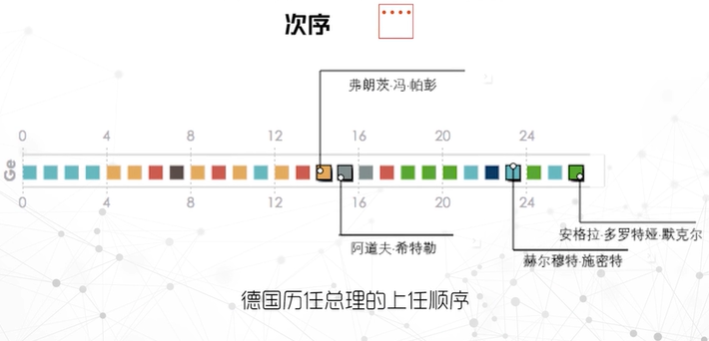 次序
弗朗茨·冯·帕彭
0 4 8 12 16 20 24
Ge
0 4 8 12 16 20 24
阿道夫·希特勒
安格拉·多罗特娅·默克尔
赫尔穆特·施密特
德国历任总理的上任顺序